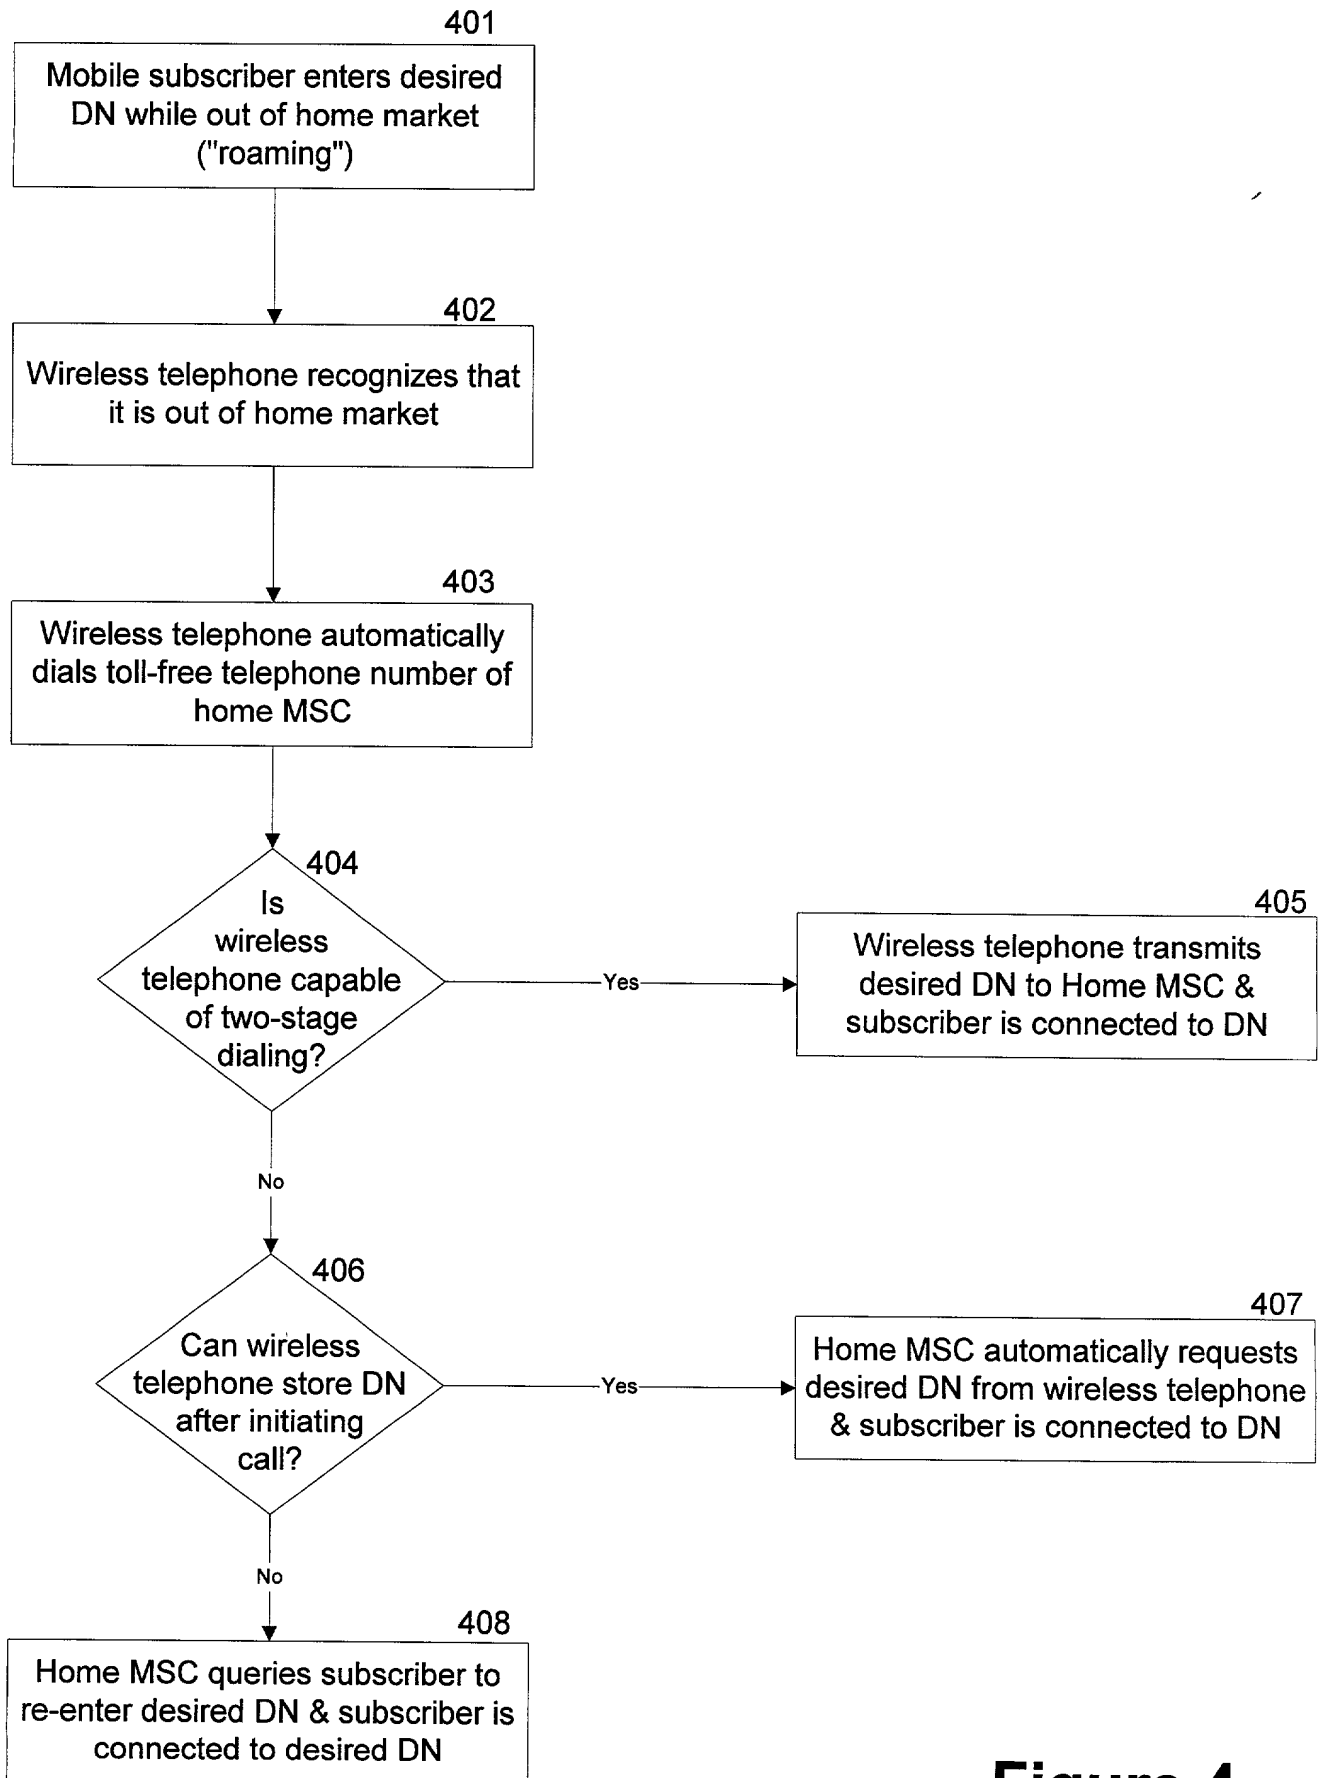 401
Mobile subscriber enters desired
DN while out of home market
("roaming")
402
Wireless telephone recognizes that
it is out of home market
403
Wireless telephone automatically
dials toll-free telephone number of
home MSC
404
Is
wireless
telephone capable
of two-stage
dialing?
Yes
405
Wireless telephone transmits
desired DN to Home MSC &
subscriber is connected to DN
No
406
Can wireless
telephone store DN
after initiating
call?
Yes
407
Home MSC automatically requests
desired DN from wireless telephone
& subscriber is connected to DN
No
408
Home MSC queries subscriber to
re-enter desired DN & subscriber is
connected to desired DN
Figure 4